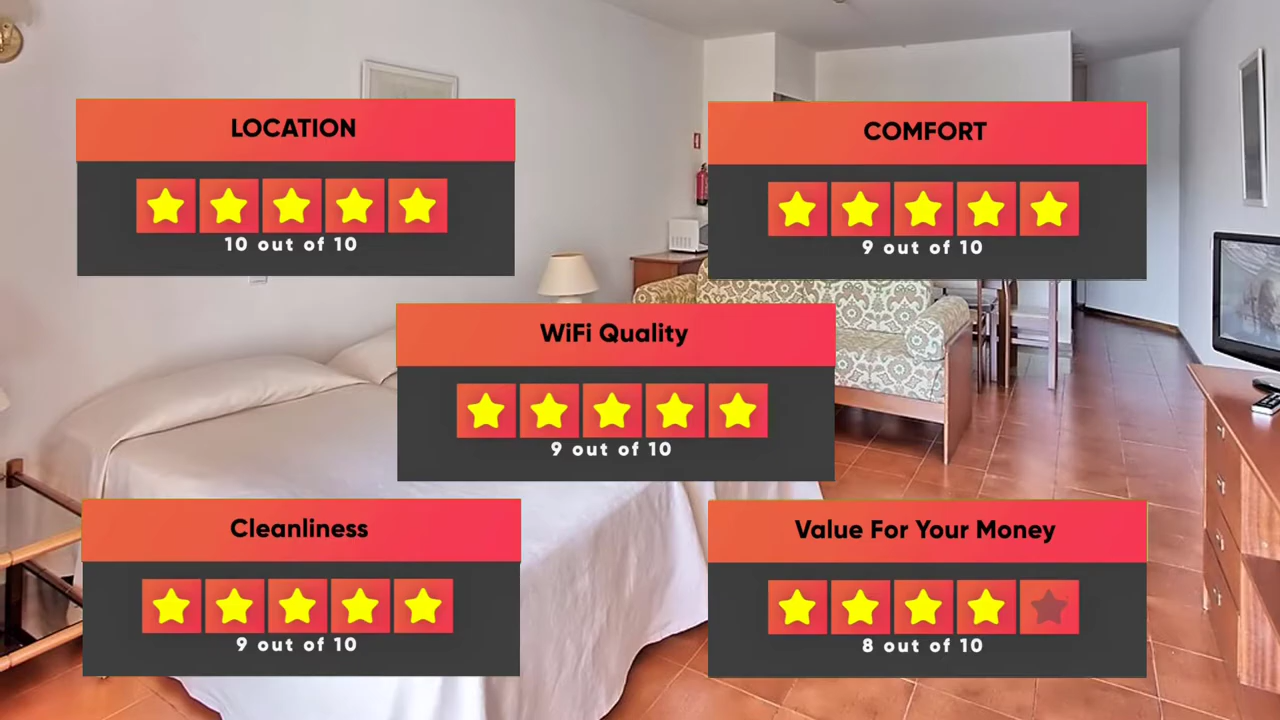 LOCATION
10 out of 10
COMFORT
9 out of 10
WiFi Quality
9 out of 10
Cleanliness
9 out of 10
Value For Your Money
8 out of 10